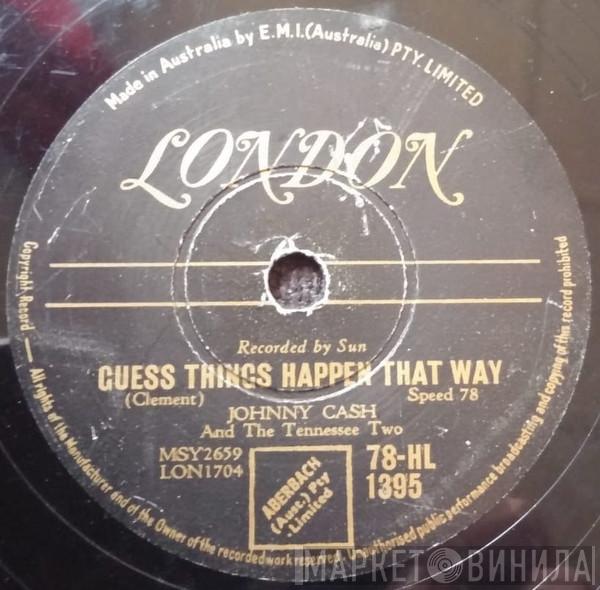 Made in Australia by E.M.I. (Australia) PTY. LIMITED
LONDON
Recorded by Sun
GUESS THINGS HAPPEN THAT WAY
(Clement) Speed 78
JOHNNY CASH
And The Tennessee Two
MSY2659
LON1704
ABERBACH
(Aust.) Pty
.Limited
78-HL
1395
Copyright Record — All rights of the Manufacturer and of the Owner of the recorded work reserved. authorised public performance broadcasting and copying of this record prohibited
МАРКЕТ ВИНИЛА